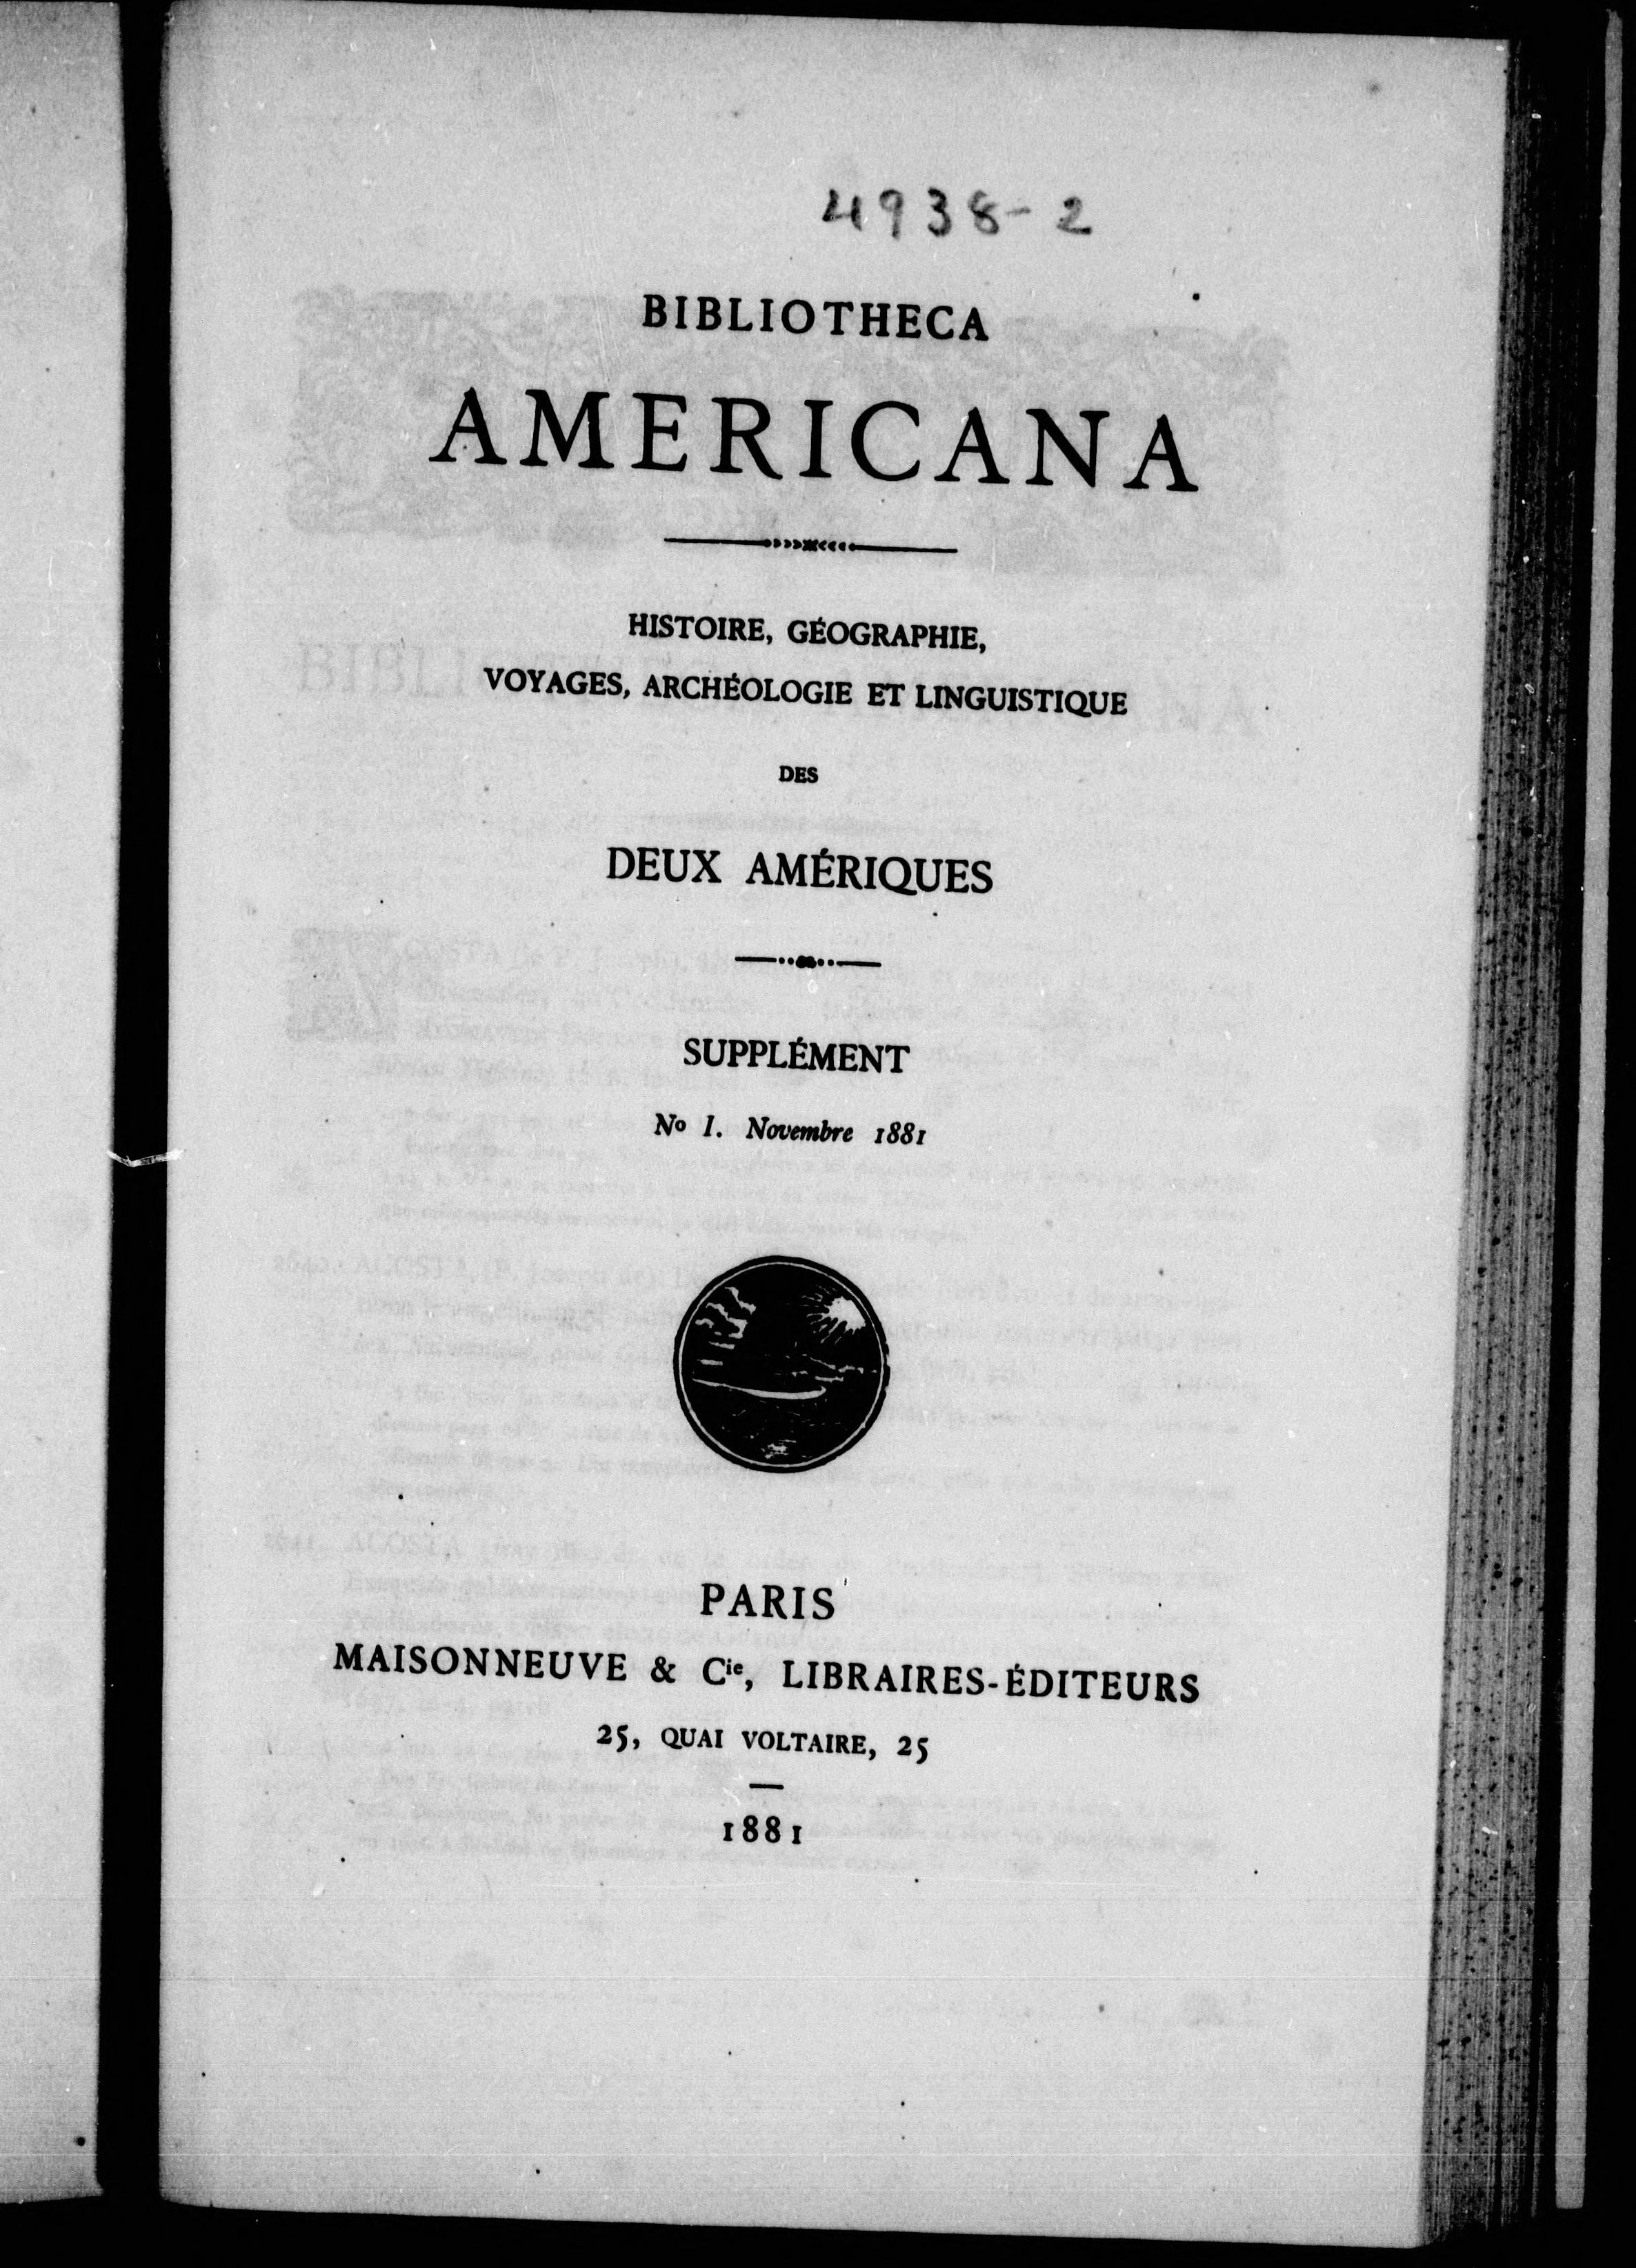 4938-2
BIBLIOTHECA
AMERICANA
HISTOIRE, GÉOGRAPHIE,
VOYAGES, ARCHÉOLOGIE ET LINGUISTIQUE
DES
DEUX AMÉRIQUES
SUPPLÉMENT
No I. Novembre 1881
PARIS
MAISONNEUVE & Cie, LIBRAIRES-ÉDITEURS
25, QUAI VOLTAIRE, 25
1881